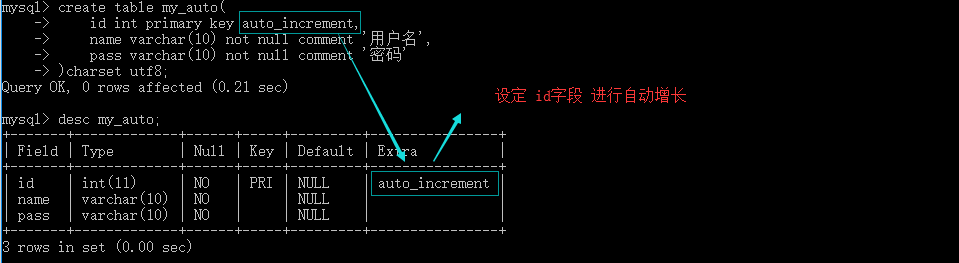 mysql> create table my_auto(
    -> id int primary key auto_increment,
    -> name varchar(10) not null comment '用户名',
    -> pass varchar(10) not null comment '密码'
    -> )charset utf8;
Query OK, 0 rows affected (0.21 sec)
设定 id字段 进行自动增长
mysql> desc my_auto;
+-------+-------------+------+-----+---------+----------------+
| Field | Type        | Null | Key | Default | Extra          |
+-------+-------------+------+-----+---------+----------------+
| id    | int(11)     | NO   | PRI | NULL    | auto_increment |
| name  | varchar(10) | NO   |     | NULL    |                |
| pass  | varchar(10) | NO   |     | NULL    |                |
+-------+-------------+------+-----+---------+----------------+
3 rows in set (0.00 sec)